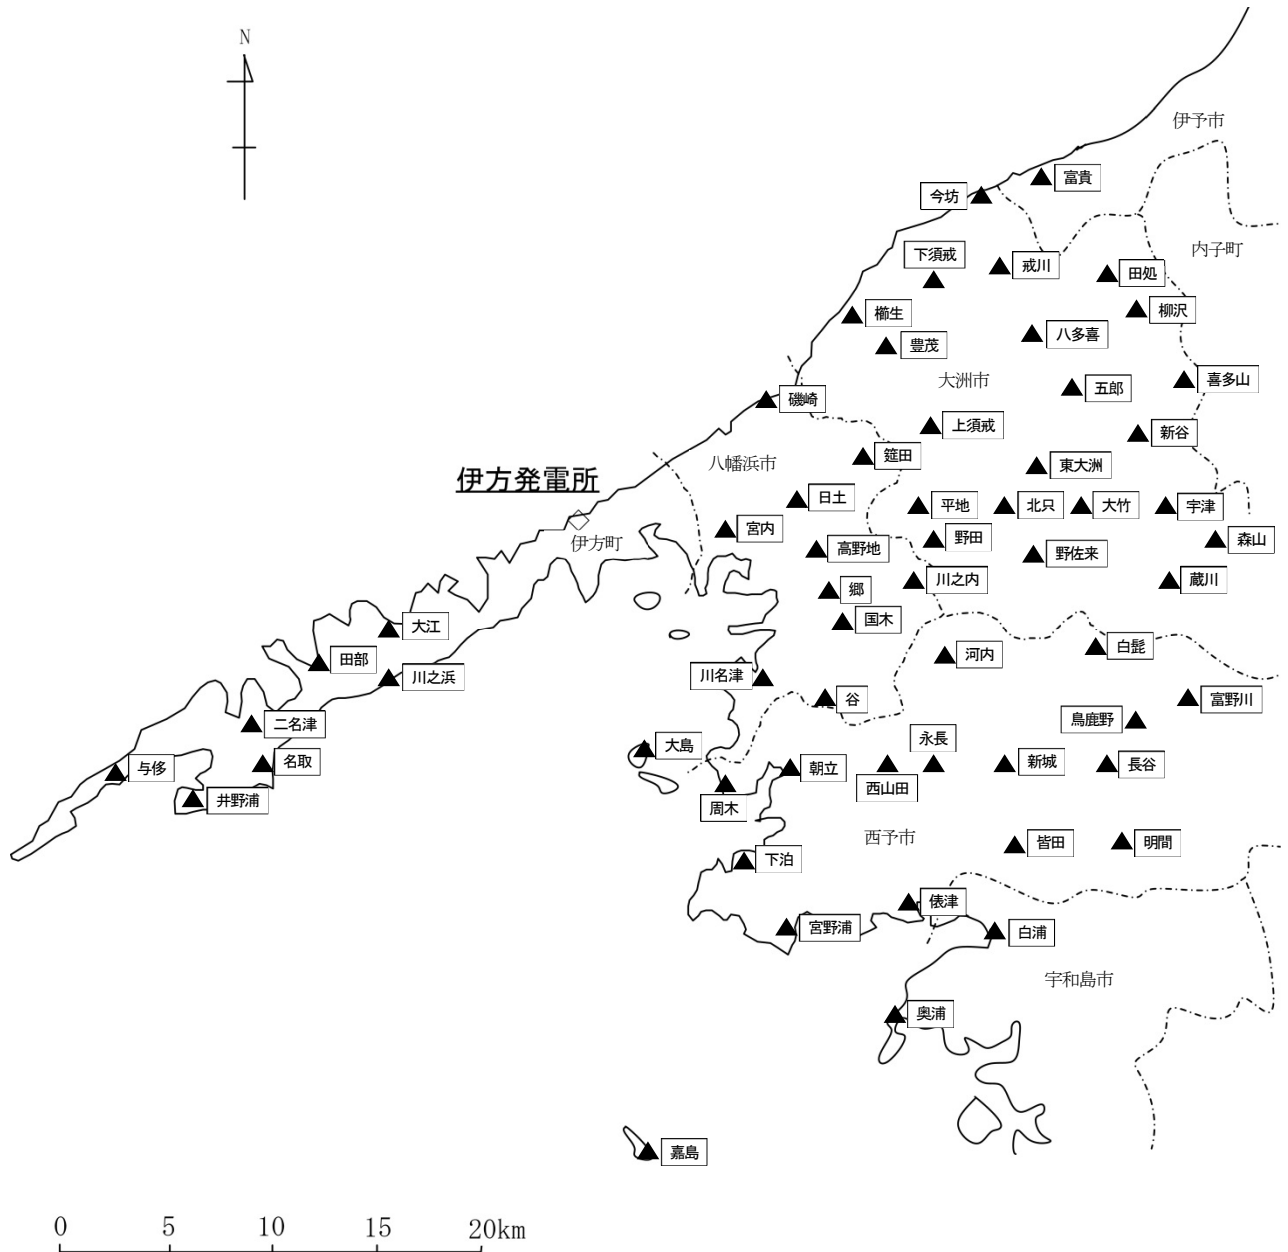 N
伊予市
富貴
今坊
内子町
下須戒
戒川
田処
柳沢
櫛生
八多喜
豊茂
大洲市
喜多山
五郎
磯崎
上須戒
新谷
筵田
八幡浜市
東大洲
伊方発電所
日土
平地
北只
大竹
宇津
宮内
伊方町
高野地
野田
野佐来
森山
川之内
蔵川
郷
国木
大江
田部
河内
白髭
川之浜
川名津
谷
富野川
二名津
鳥鹿野
大島
永長
与侈
名取
朝立
新城
長谷
西山田
井野浦
周木
西予市
皆田
明間
下泊
俵津
宮野浦
白浦
宇和島市
奥浦
嘉島
0 5 10 15 20km